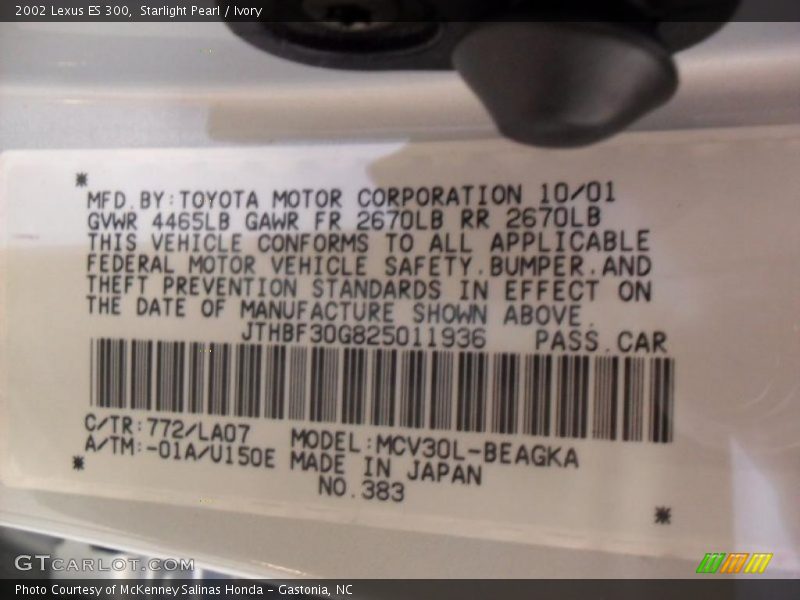 2002 Lexus ES 300, Starlight Pearl / Ivory
MFD.BY:TOYOTA MOTOR CORPORATION 10/01
GVWR 4465LB GAWR FR 2670LB RR 2670LB
THIS VEHICLE CONFORMS TO ALL APPLICABLE
FEDERAL MOTOR VEHICLE SAFETY.BUMPER.AND
THEFT PREVENTION STANDARDS IN EFFECT ON
THE DATE OF MANUFACTURE SHOWN ABOVE.
JTHBF30G825011936 PASS.CAR
C/TR:772/LA07 MODEL:MCV30L-BEAGKA
A/TM:-01A/U150E MADE IN JAPAN
NO.383
GTCARLOT.COM
Photo Courtesy of McKenney Salinas Honda - Gastonia, NC